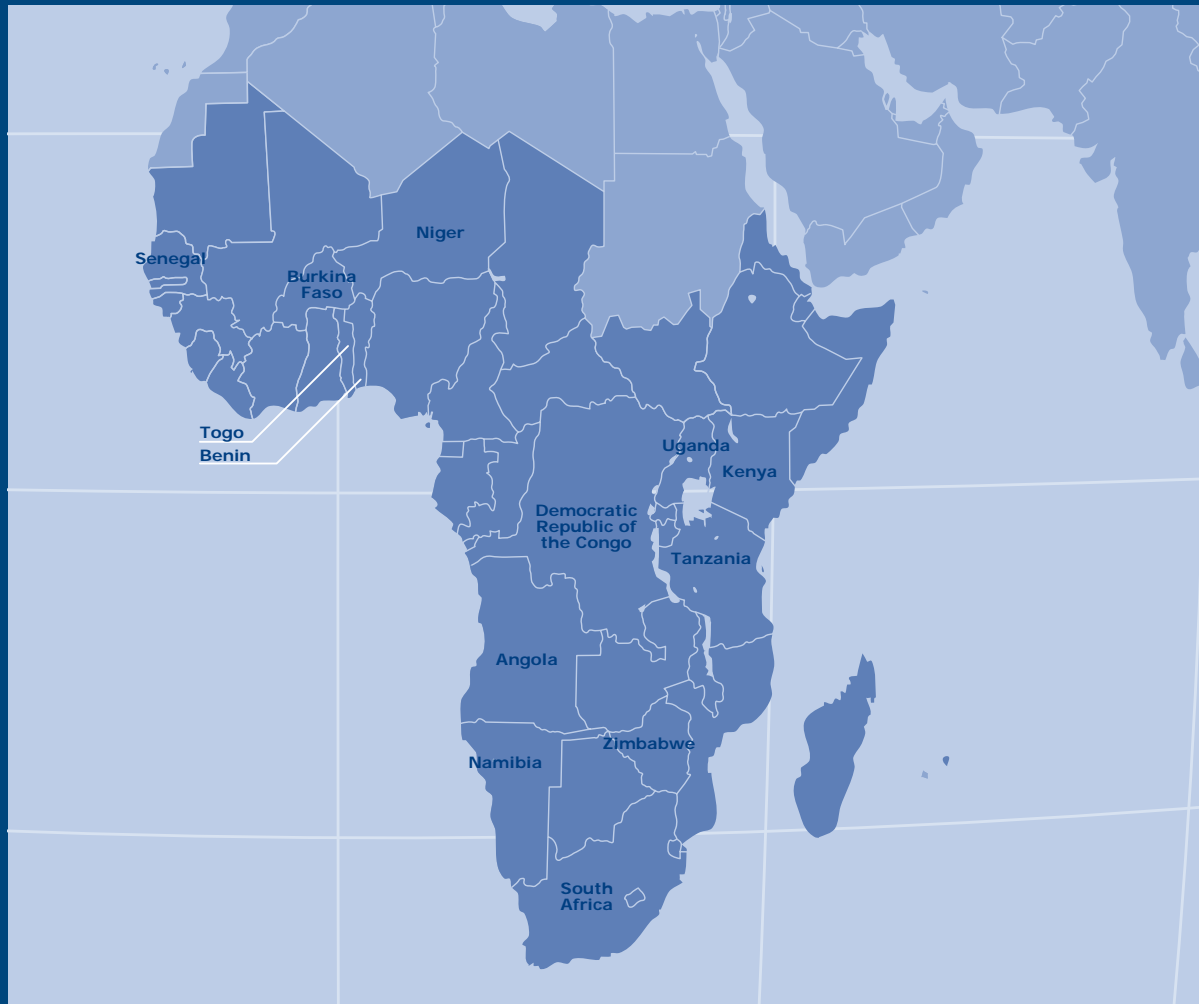 Niger
Senegal
Burkina
Faso
Togo
Benin
Uganda
Kenya
Democratic
Republic of
the Congo
Tanzania
Angola
Zimbabwe
Namibia
South
Africa